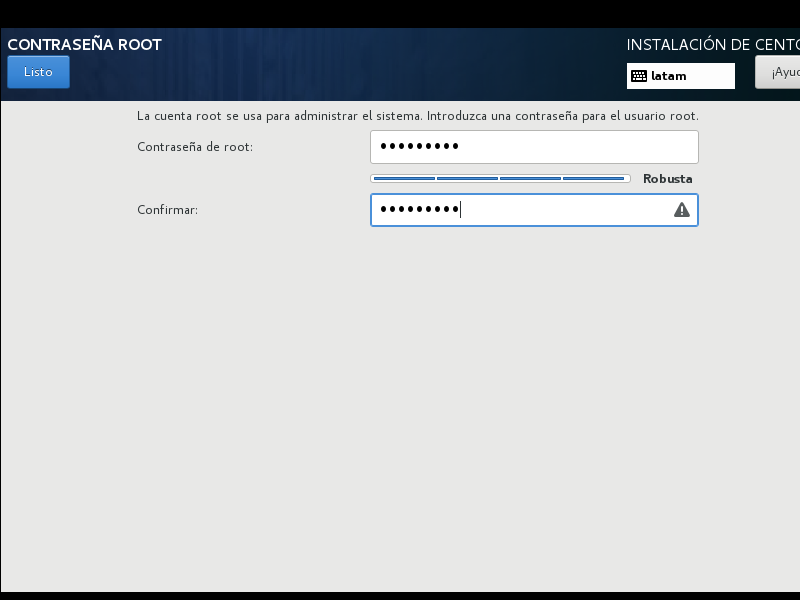 CONTRASEÑA ROOT
INSTALACIÓN DE CENTO
Listo
latam
¡Ayud
La cuenta root se usa para administrar el sistema. Introduzca una contraseña para el usuario root.
Contraseña de root:
●●●●●●●●●
Robusta
Confirmar:
●●●●●●●●●